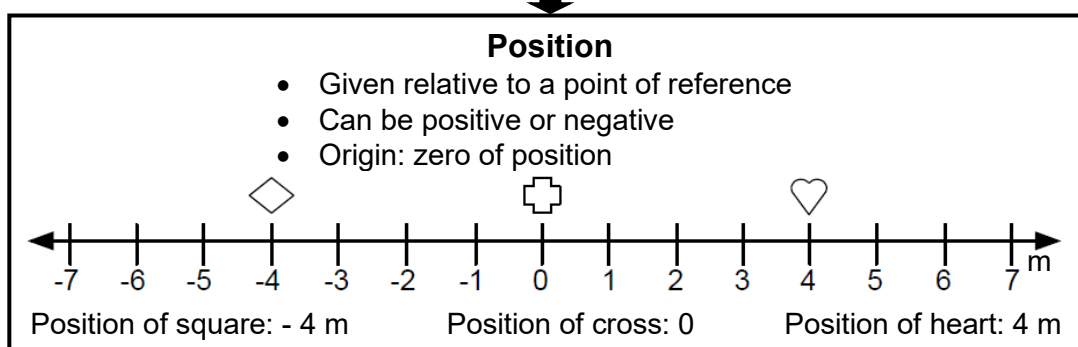 Position
• Given relative to a point of reference
• Can be positive or negative
• Origin: zero of position
-7 -6 -5 -4 -3 -2 -1 0 1 2 3 4 5 6 7 m
Position of square: - 4 m Position of cross: 0 Position of heart: 4 m